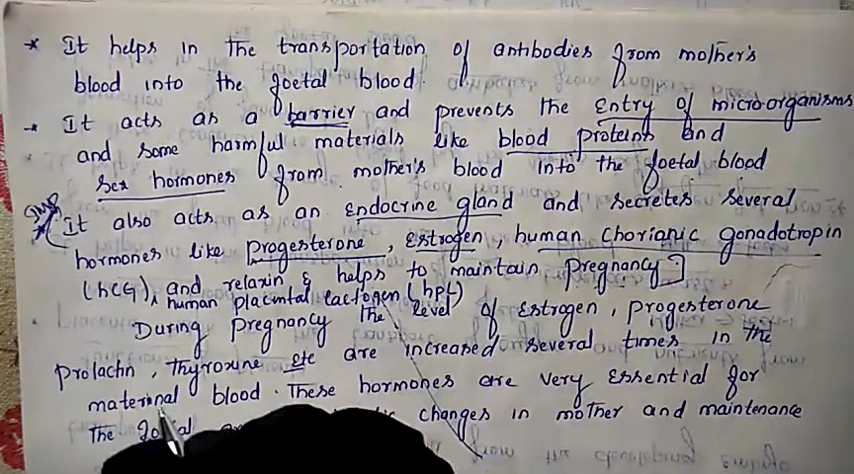 * It helps in the transportation of antibodies from mother's
blood into the foetal blood.
* It acts as a barrier and prevents the entry of microorganisms
and some harmful materials like blood proteins and
sex hormones from mother's blood into the foetal blood
Imp
* It also acts as an endocrine gland and secretes several
hormones like progesterone, estrogen, human chorianic gonadotropin
(hCG), and relaxin & helps to maintain pregnancy]
human placental lactogen (hpL)
During pregnancy the level of estrogen, progesterone
prolactin, thyroxine etc are increased several times in the
maternal blood. These hormones are very essential for
The changes in mother and maintenance